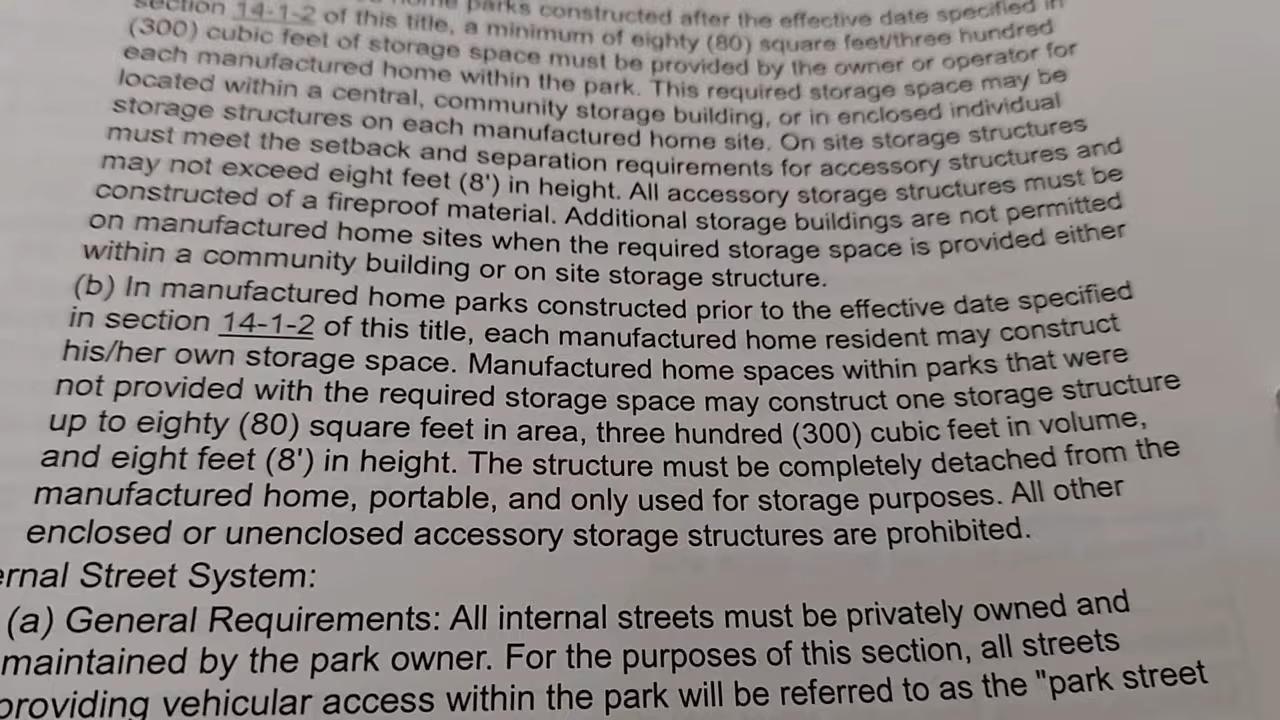 section 14-1-2 of this title, a minimum of eighty (80) square feet/three hundred
(300) cubic feet of storage space must be provided by the owner or operator for
each manufactured home within the park. This required storage space may be
located within a central, community storage building, or in enclosed individual
storage structures on each manufactured home site. On site storage structures
must meet the setback and separation requirements for accessory structures and
may not exceed eight feet (8') in height. All accessory storage structures must be
constructed of a fireproof material. Additional storage buildings are not permitted
on manufactured home sites when the required storage space is provided either
within a community building or on site storage structure.
(b) In manufactured home parks constructed prior to the effective date specified
in section 14-1-2 of this title, each manufactured home resident may construct
his/her own storage space. Manufactured home spaces within parks that were
not provided with the required storage space may construct one storage structure
up to eighty (80) square feet in area, three hundred (300) cubic feet in volume,
and eight feet (8') in height. The structure must be completely detached from the
manufactured home, portable, and only used for storage purposes. All other
enclosed or unenclosed accessory storage structures are prohibited.
ernal Street System:
(a) General Requirements: All internal streets must be privately owned and
maintained by the park owner. For the purposes of this section, all streets
providing vehicular access within the park will be referred to as the "park street